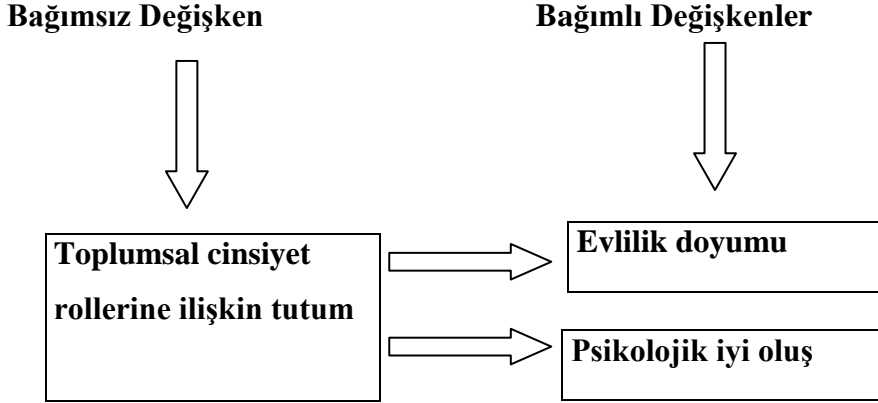 Bağımsız Değişken
Bağımlı Değişkenler
Toplumsal cinsiyet
rollerine ilişkin tutum
Evlilik doyumu
Psikolojik iyi oluş